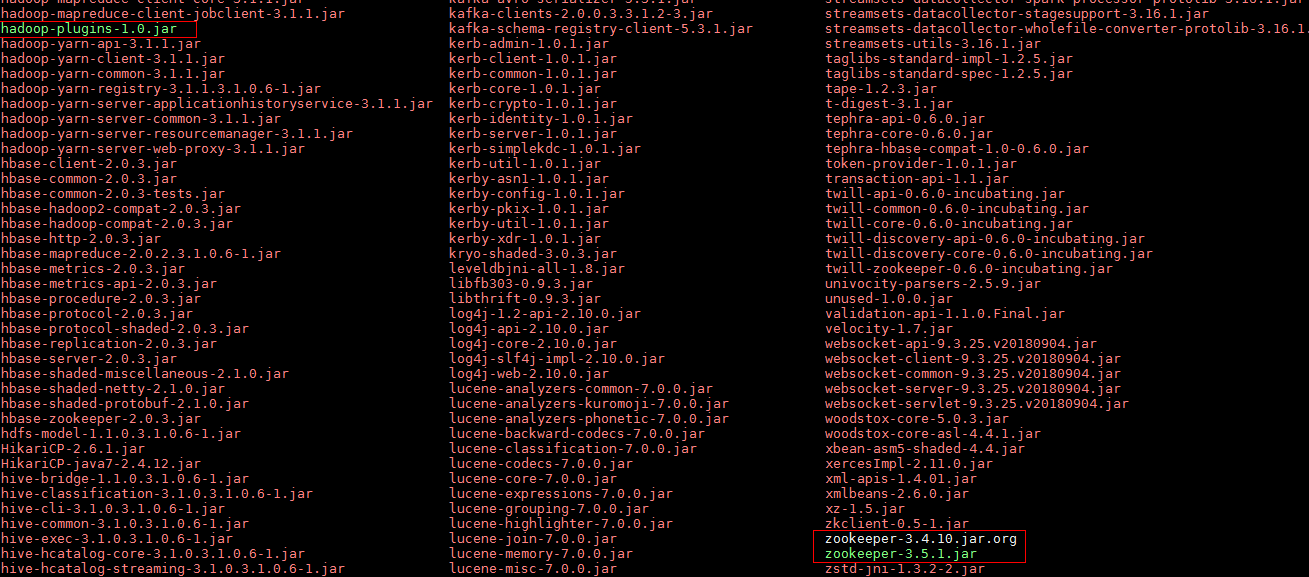 hadoop-mapreduce-client-jobclient-3.1.1.jar
hadoop-plugins-1.0.jar
hadoop-yarn-api-3.1.1.jar
hadoop-yarn-client-3.1.1.jar
hadoop-yarn-common-3.1.1.jar
hadoop-yarn-registry-3.1.1.3.1.0.6-1.jar
hadoop-yarn-server-applicationhistoryservice-3.1.1.jar
hadoop-yarn-server-common-3.1.1.jar
hadoop-yarn-server-resourcemanager-3.1.1.jar
hadoop-yarn-server-web-proxy-3.1.1.jar
hbase-client-2.0.3.jar
hbase-common-2.0.3.jar
hbase-common-2.0.3-tests.jar
hbase-hadoop2-compat-2.0.3.jar
hbase-hadoop-compat-2.0.3.jar
hbase-http-2.0.3.jar
hbase-mapreduce-2.0.2.3.1.0.6-1.jar
hbase-metrics-2.0.3.jar
hbase-metrics-api-2.0.3.jar
hbase-procedure-2.0.3.jar
hbase-protocol-2.0.3.jar
hbase-protocol-shaded-2.0.3.jar
hbase-replication-2.0.3.jar
hbase-server-2.0.3.jar
hbase-shaded-miscellaneous-2.1.0.jar
hbase-shaded-netty-2.1.0.jar
hbase-shaded-protobuf-2.1.0.jar
hbase-zookeeper-2.0.3.jar
hdfs-model-1.1.0.3.1.0.6-1.jar
HikariCP-2.6.1.jar
HikariCP-java7-2.4.12.jar
hive-bridge-1.1.0.3.1.0.6-1.jar
hive-classification-3.1.0.3.1.0.6-1.jar
hive-cli-3.1.0.3.1.0.6-1.jar
hive-common-3.1.0.3.1.0.6-1.jar
hive-exec-3.1.0.3.1.0.6-1.jar
hive-hcatalog-core-3.1.0.3.1.0.6-1.jar
hive-hcatalog-streaming-3.1.0.3.1.0.6-1.jar
kafka-clients-2.0.0.3.3.1.2-3.jar
kafka-schema-registry-client-5.3.1.jar
kerb-admin-1.0.1.jar
kerb-client-1.0.1.jar
kerb-common-1.0.1.jar
kerb-core-1.0.1.jar
kerb-crypto-1.0.1.jar
kerb-identity-1.0.1.jar
kerb-server-1.0.1.jar
kerb-simplekdc-1.0.1.jar
kerb-util-1.0.1.jar
kerby-asn1-1.0.1.jar
kerby-config-1.0.1.jar
kerby-pkix-1.0.1.jar
kerby-util-1.0.1.jar
kerby-xdr-1.0.1.jar
kryo-shaded-3.0.3.jar
leveldbjni-all-1.8.jar
libfb303-0.9.3.jar
libthrift-0.9.3.jar
log4j-1.2-api-2.10.0.jar
log4j-api-2.10.0.jar
log4j-core-2.10.0.jar
log4j-slf4j-impl-2.10.0.jar
log4j-web-2.10.0.jar
lucene-analyzers-common-7.0.0.jar
lucene-analyzers-kuromoji-7.0.0.jar
lucene-analyzers-phonetic-7.0.0.jar
lucene-backward-codecs-7.0.0.jar
lucene-classification-7.0.0.jar
lucene-codecs-7.0.0.jar
lucene-core-7.0.0.jar
lucene-expressions-7.0.0.jar
lucene-grouping-7.0.0.jar
lucene-highlighter-7.0.0.jar
lucene-join-7.0.0.jar
lucene-memory-7.0.0.jar
lucene-misc-7.0.0.jar
streamsets-datacollector-stagesupport-3.16.1.jar
streamsets-datacollector-wholefile-converter-protolib-3.16.1.
streamsets-utils-3.16.1.jar
taglibs-standard-impl-1.2.5.jar
taglibs-standard-spec-1.2.5.jar
tape-1.2.3.jar
t-digest-3.1.jar
tephra-api-0.6.0.jar
tephra-core-0.6.0.jar
tephra-hbase-compat-1.0-0.6.0.jar
token-provider-1.0.1.jar
transaction-api-1.1.jar
twill-api-0.6.0-incubating.jar
twill-common-0.6.0-incubating.jar
twill-core-0.6.0-incubating.jar
twill-discovery-api-0.6.0-incubating.jar
twill-discovery-core-0.6.0-incubating.jar
twill-zookeeper-0.6.0-incubating.jar
univocity-parsers-2.5.9.jar
unused-1.0.0.jar
validation-api-1.1.0.Final.jar
velocity-1.7.jar
websocket-api-9.3.25.v20180904.jar
websocket-client-9.3.25.v20180904.jar
websocket-common-9.3.25.v20180904.jar
websocket-server-9.3.25.v20180904.jar
websocket-servlet-9.3.25.v20180904.jar
woodstox-core-5.0.3.jar
woodstox-core-asl-4.4.1.jar
xbean-asm5-shaded-4.4.jar
xercesImpl-2.11.0.jar
xml-apis-1.4.01.jar
xmlbeans-2.6.0.jar
xz-1.5.jar
zkclient-0.5-1.jar
zookeeper-3.4.10.jar.org
zookeeper-3.5.1.jar
zstd-jni-1.3.2-2.jar